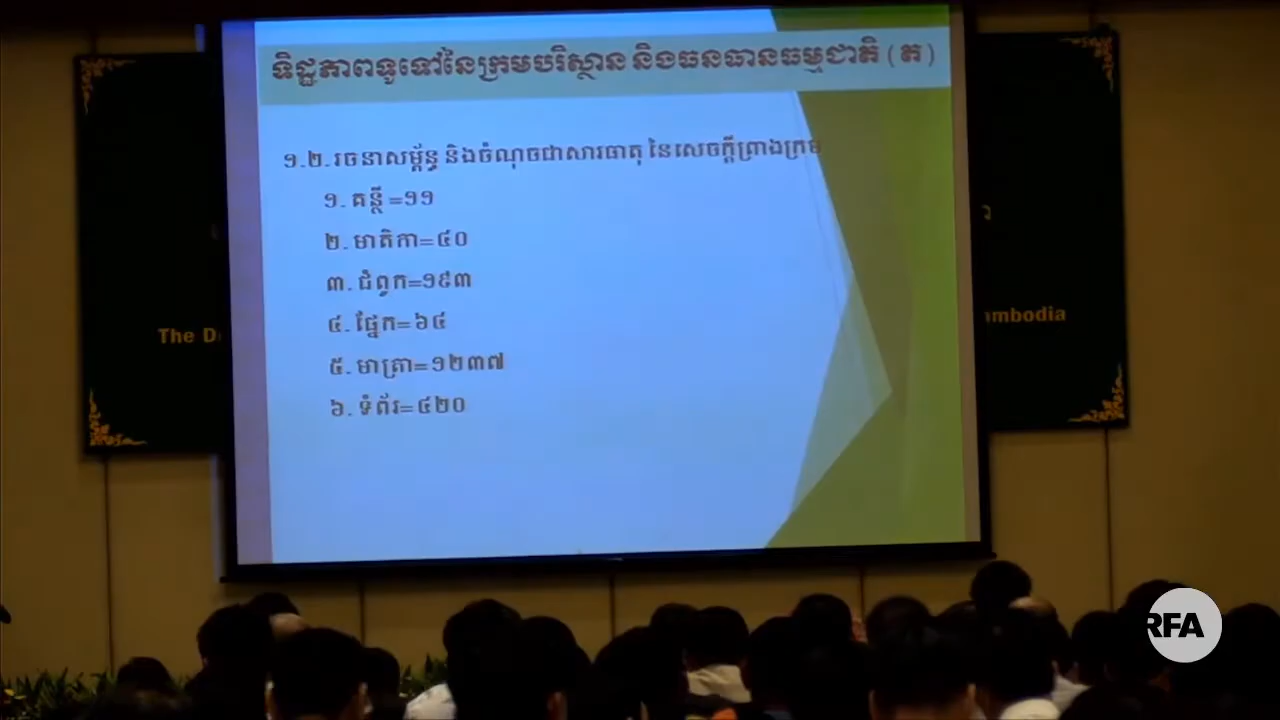 ទិដ្ឋភាពទូទៅនៃក្រមបរិស្ថាន និងធនធានធម្មជាតិ (ត)
១.២. រចនាសម្ព័ន្ធ និងចំណុចជាសារធាតុ នៃសេចក្តីព្រាងក្រម
១. គន្ថី =១១
២. មាតិកា=៤០
៣. ជំពូក=១៩៣
៤. ផ្នែក=៦៤
៥. មាត្រា=១២៣៧
៦. ទំព័រ=៤២០
The D
mbodia
RFA